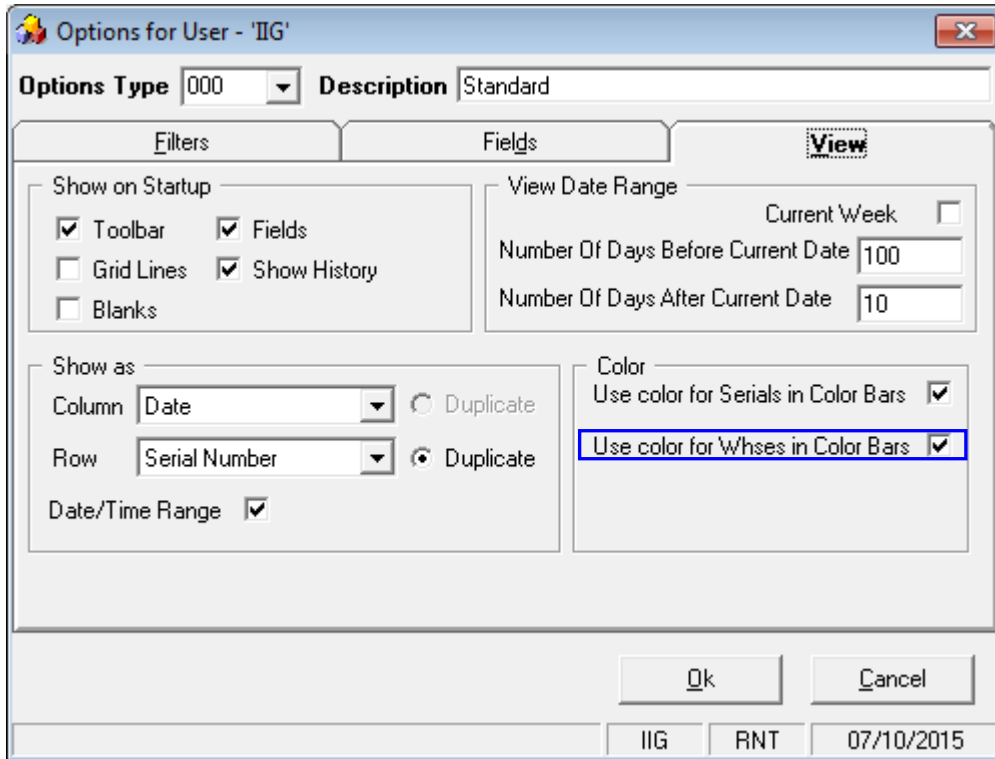 Options for User - 'IIG'
Options Type 000 Description Standard
Filters Fields View
Show on Startup
Toolbar Fields
Grid Lines Show History
Blanks
View Date Range
Current Week
Number Of Days Before Current Date 100
Number Of Days After Current Date 10
Show as
Column Date Duplicate
Row Serial Number Duplicate
Date/Time Range
Color
Use color for Serials in Color Bars
Use color for Whses in Color Bars
Ok Cancel
IIG RNT 07/10/2015